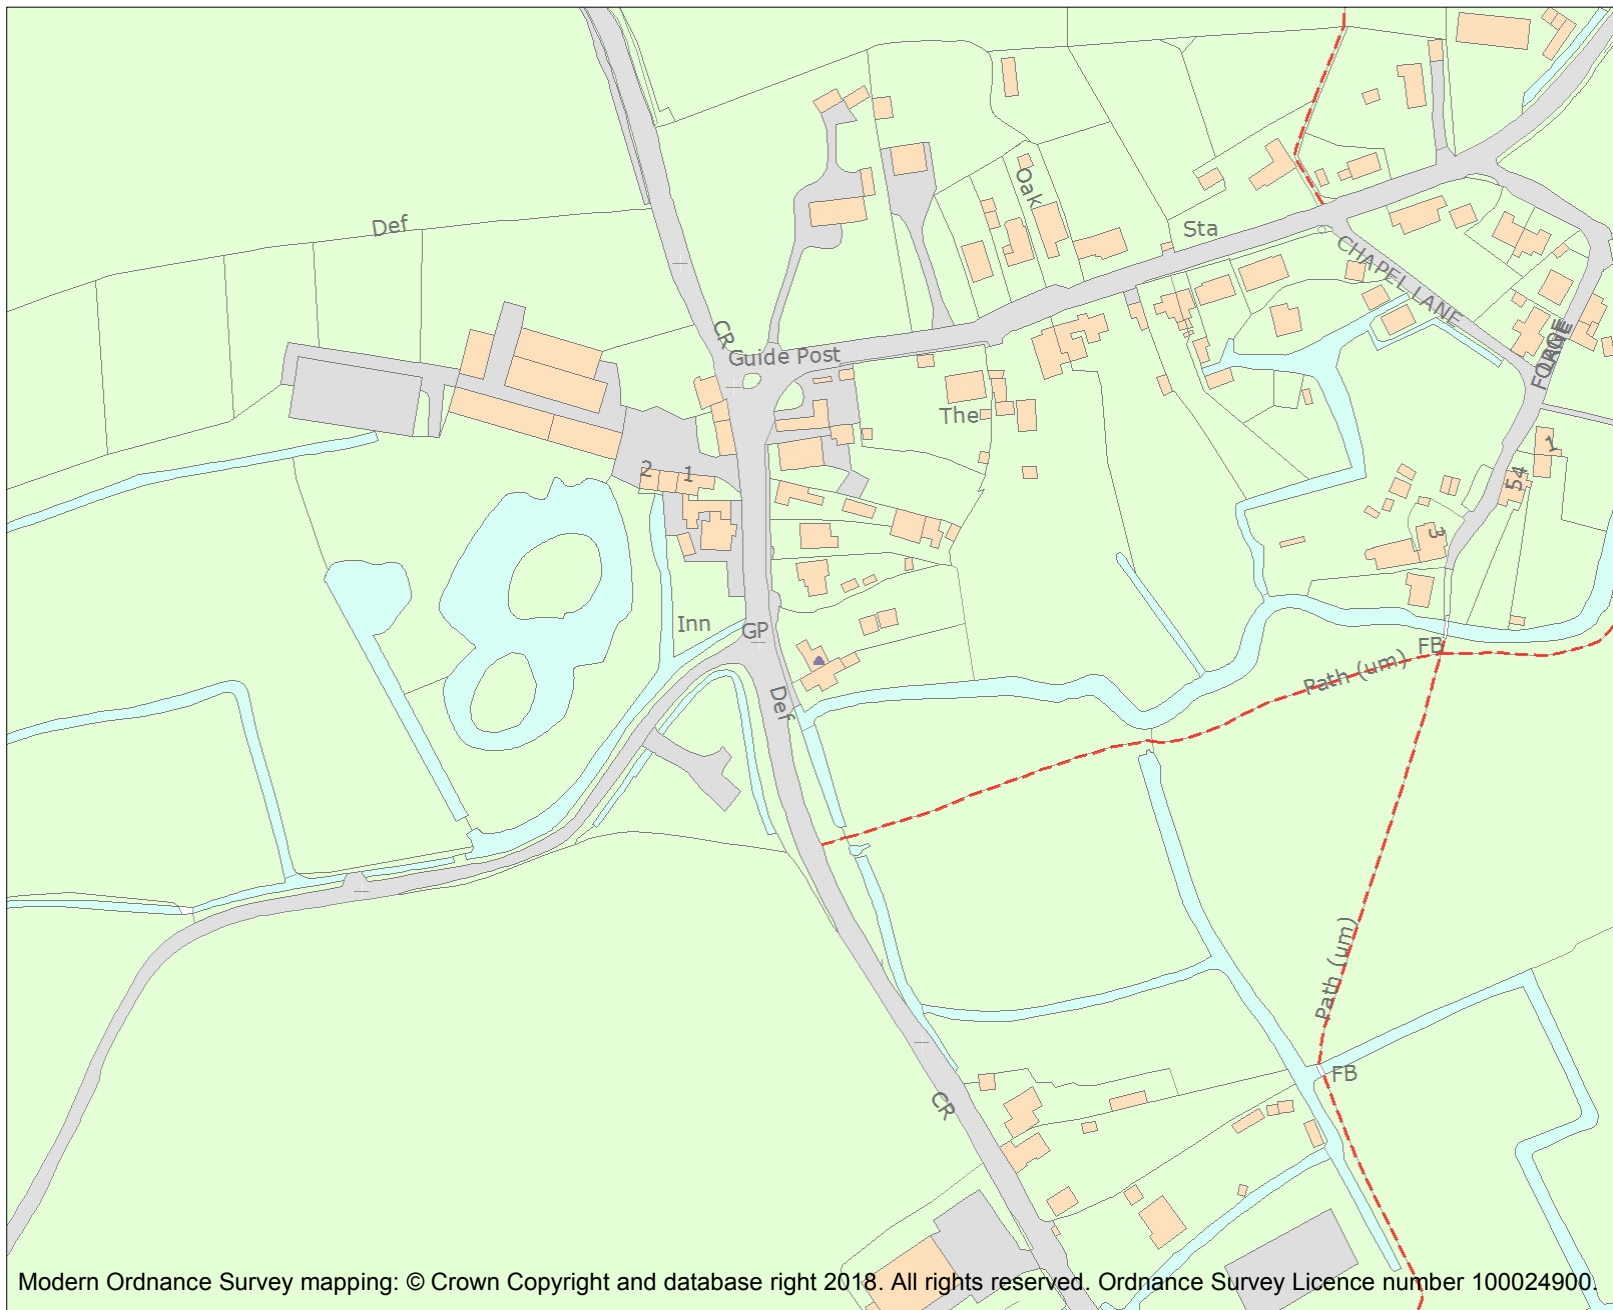 Def
Oak
Sta
CHAPEL LANE
CR
Guide Post
FORGE
LANE
The
2
1
1
54
3
Inn
GP
FB
Path (um)
Def
Path (um)
FB
CR
Modern Ordnance Survey mapping: © Crown Copyright and database right 2018. All rights reserved. Ordnance Survey Licence number 100024900.